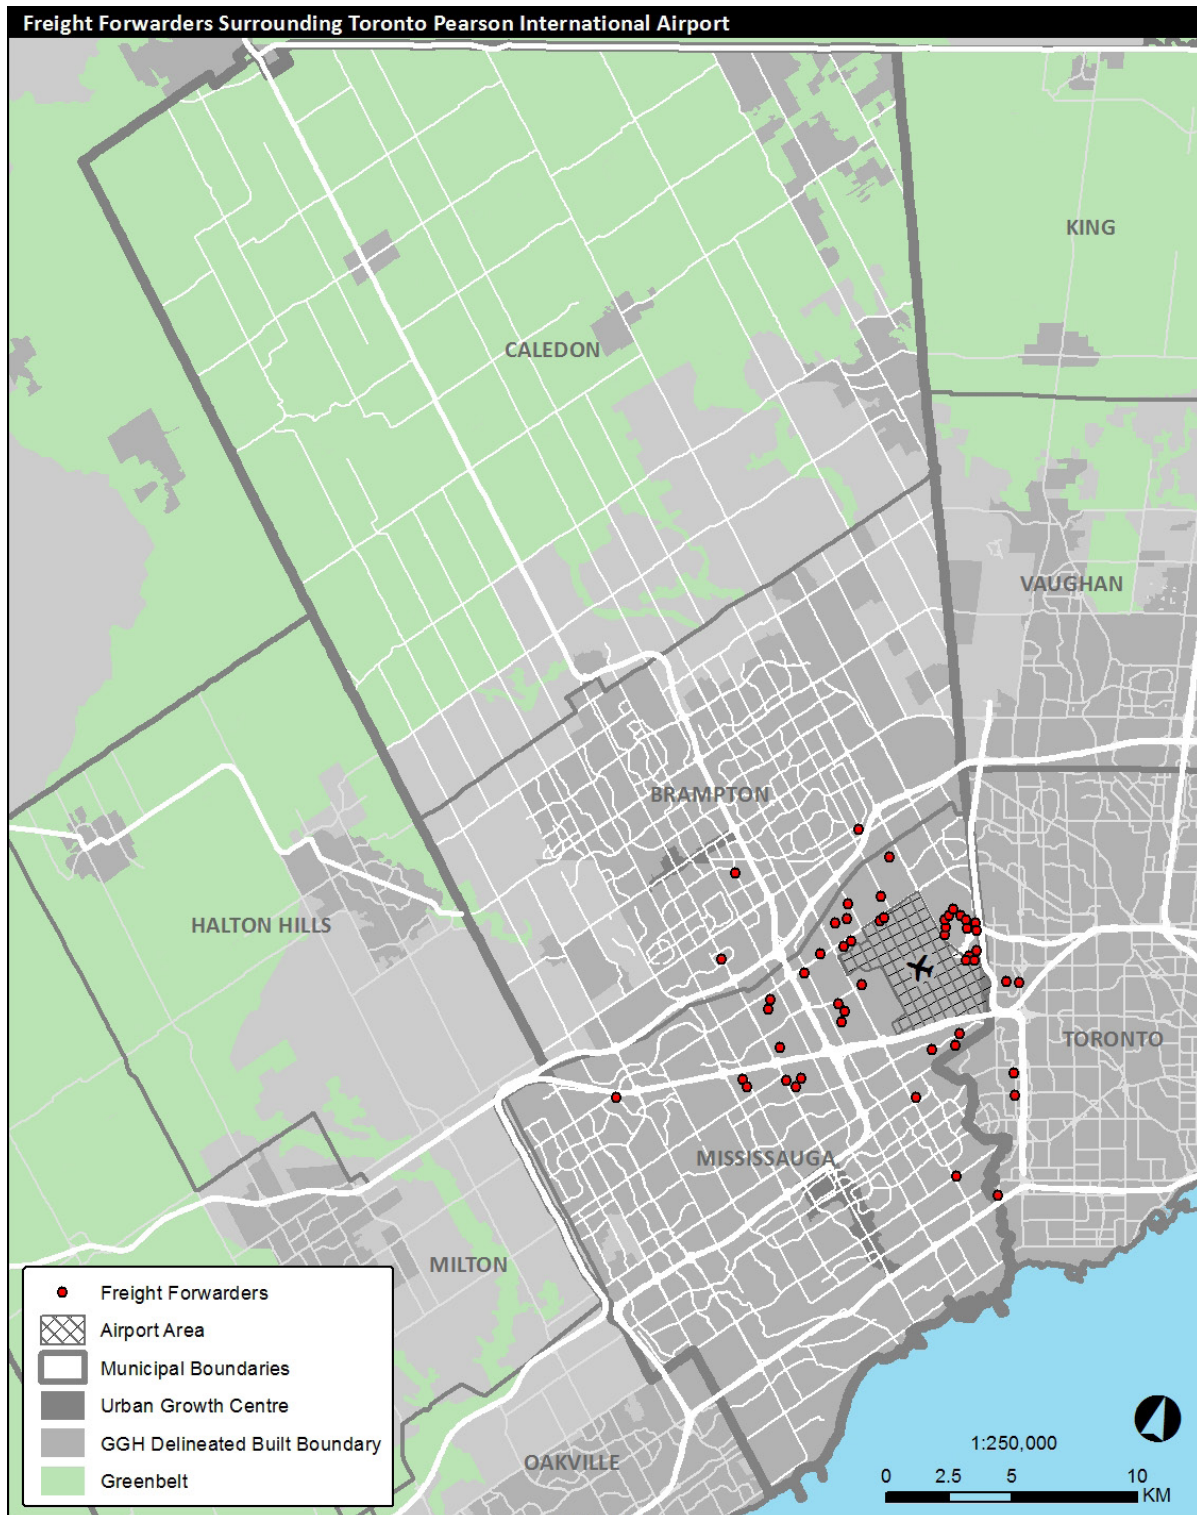 Freight Forwarders Surrounding Toronto Pearson International Airport
KING
CALEDON
VAUGHAN
BRAMPTON
HALTON HILLS
TORONTO
MISSISSAUGA
MILTON
OAKVILLE
Freight Forwarders
Airport Area
Municipal Boundaries
Urban Growth Centre
GGH Delineated Built Boundary
Greenbelt
1:250,000
0 2.5 5 10
KM